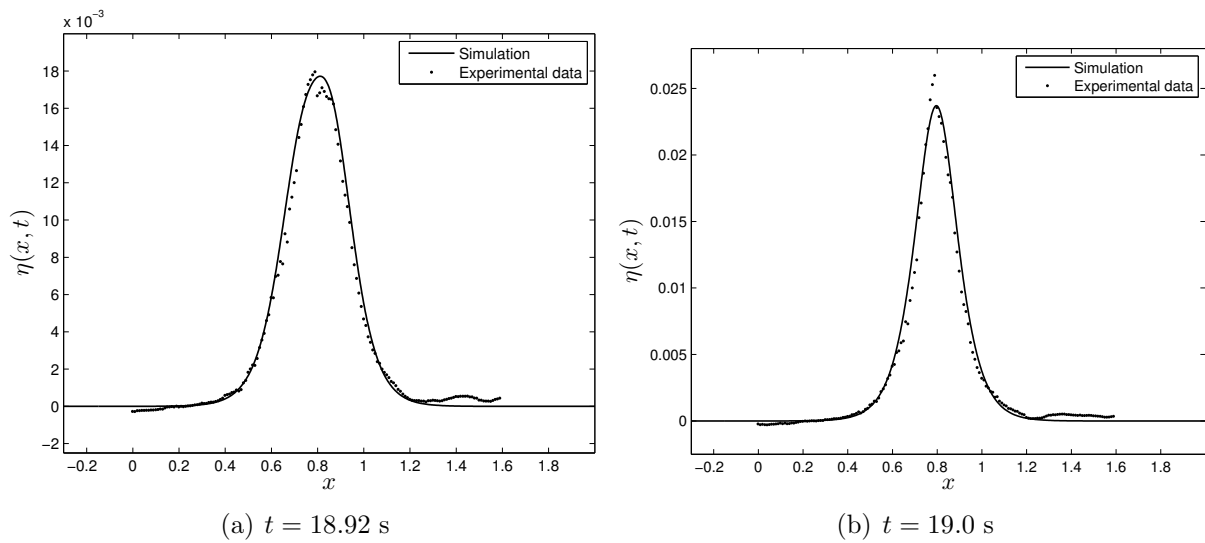 x 10⁻³
18
16
14
12
10
8
6
4
2
0
−2
η(x, t)
−0.2 0 0.2 0.4 0.6 0.8 1 1.2 1.4 1.6 1.8
x
Simulation
Experimental data
(a) t = 18.92 s
0.025
0.02
0.015
0.01
0.005
0
η(x, t)
−0.2 0 0.2 0.4 0.6 0.8 1 1.2 1.4 1.6 1.8
x
Simulation
Experimental data
(b) t = 19.0 s